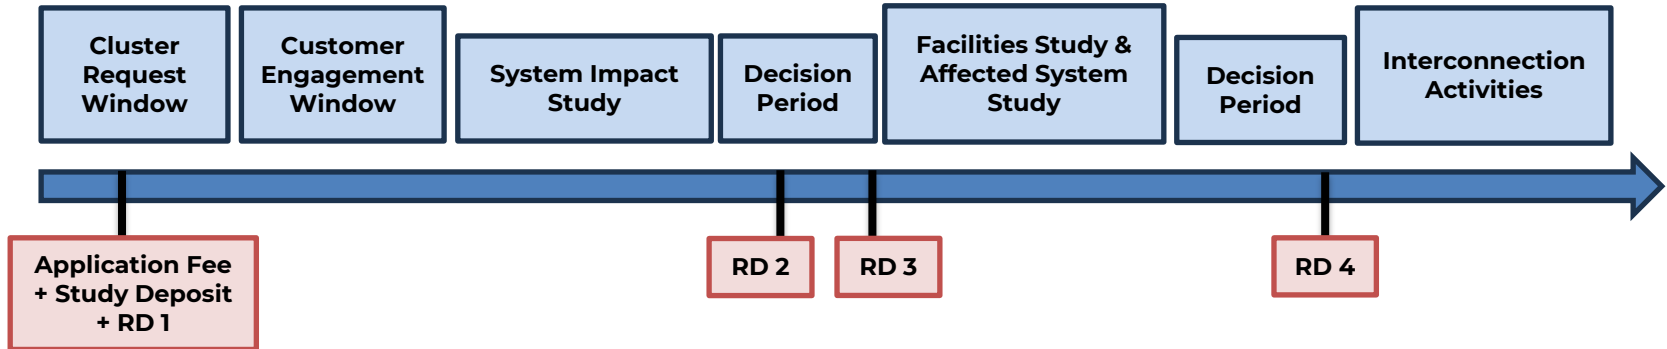 Cluster
Request
Window
Customer
Engagement
Window
System Impact
Study
Decision
Period
Facilities Study &
Affected System
Study
Decision
Period
Interconnection
Activities
Application Fee
+ Study Deposit
+ RD 1
RD 2
RD 3
RD 4